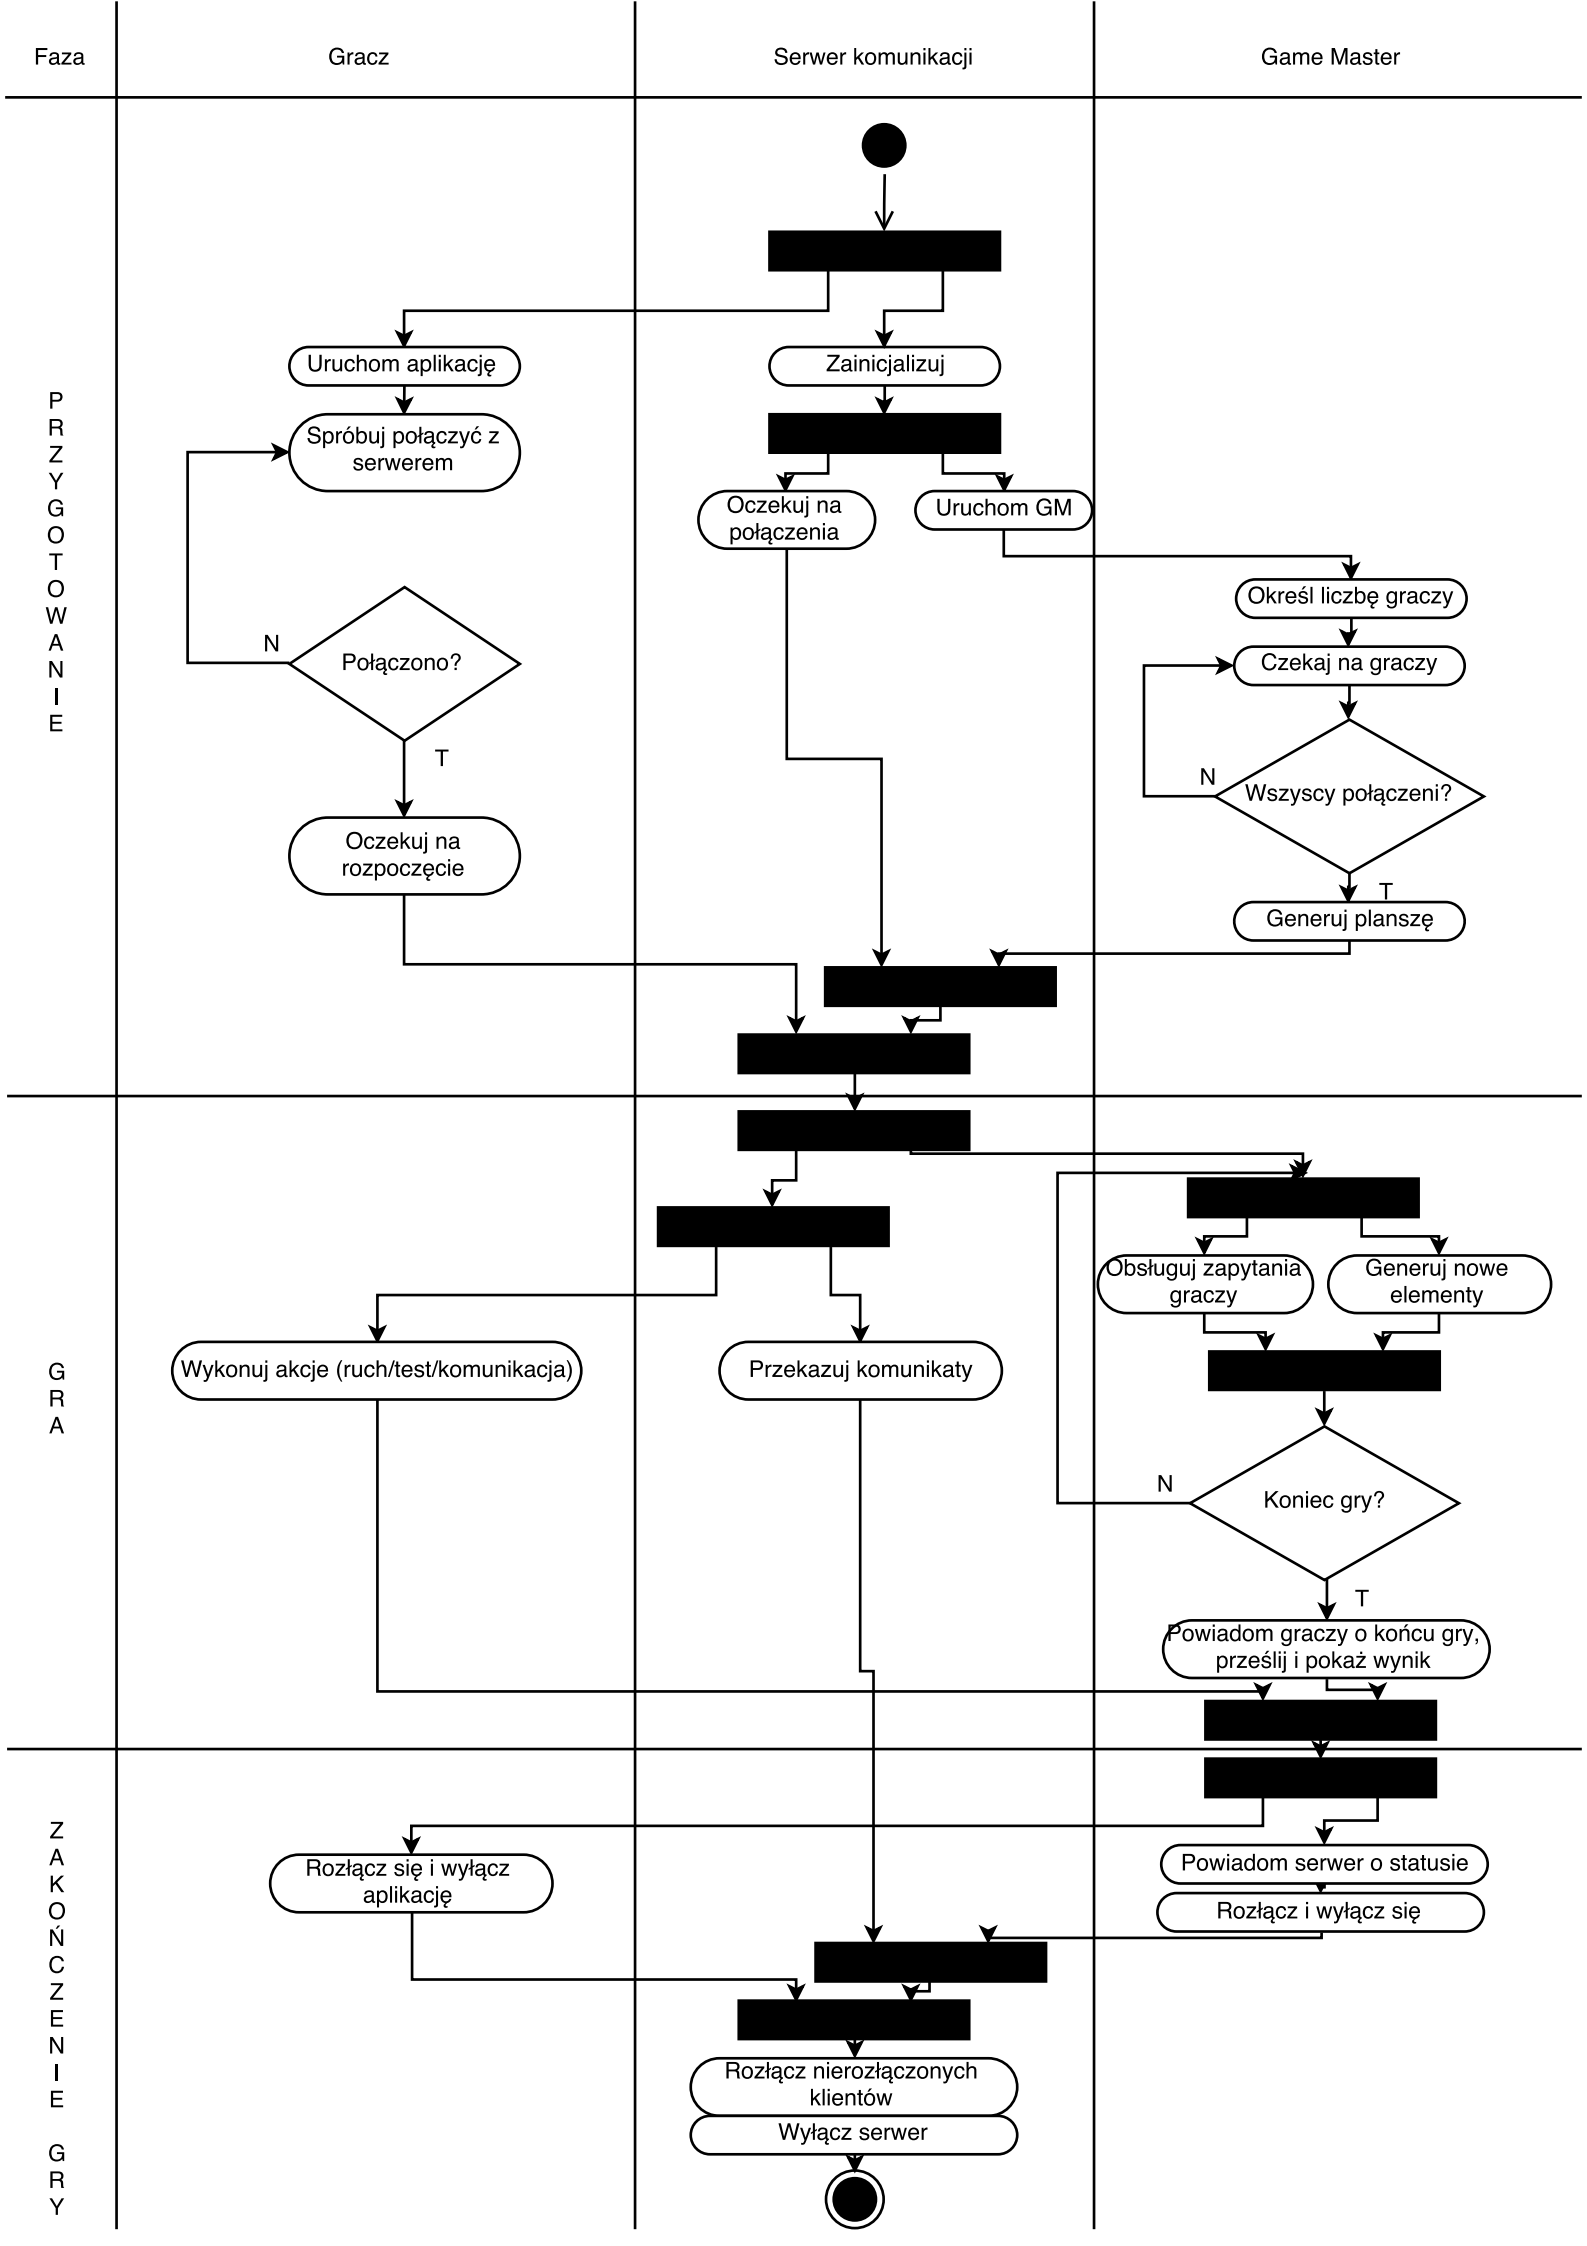 Faza
Gracz
Serwer komunikacji
Game Master
P
R
Z
Y
G
O
T
O
W
A
N
I
E
Uruchom aplikację
Zainicjalizuj
Spróbuj połączyć z
serwerem
Oczekuj na
połączenia
Uruchom GM
Określ liczbę graczy
N
Połączono?
Czekaj na graczy
T
N
Wszyscy połączeni?
Oczekuj na
rozpoczęcie
T
Generuj planszę
G
R
A
Obsługuj zapytania
graczy
Generuj nowe
elementy
Wykonuj akcje (ruch/test/komunikacja)
Przekazuj komunikaty
N
Koniec gry?
T
Powiadom graczy o końcu gry,
prześlij i pokaż wynik
Z
A
K
O
Ń
C
Z
E
N
I
E
G
R
Y
Rozłącz się i wyłącz
aplikację
Powiadom serwer o statusie
Rozłącz i wyłącz się
Rozłącz nierozłączonych
klientów
Wyłącz serwer